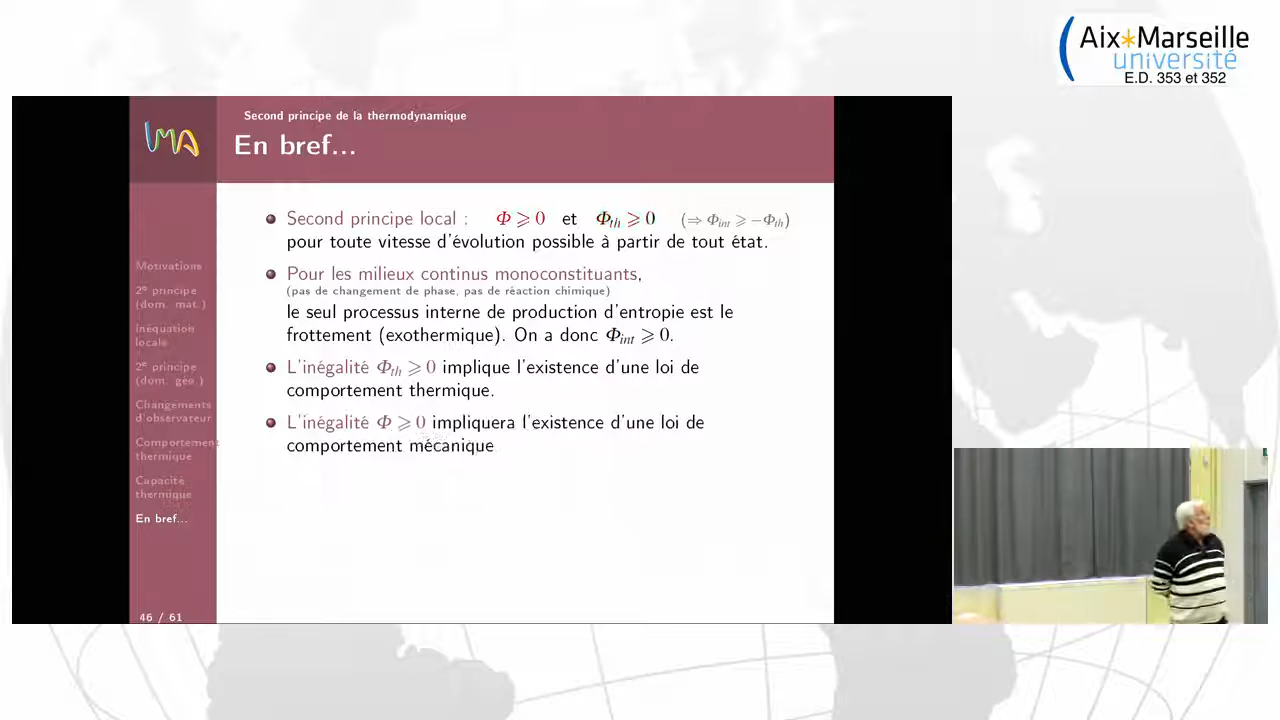 Aix*Marseille
université
E.D. 353 et 352
LMA
Second principe de la thermodynamique
En bref...
Second principe local : Φ ⩾ 0 et Φth ⩾ 0 (⇒ Φint ⩾ −Φth)
pour toute vitesse d'évolution possible à partir de tout état.
Pour les milieux continus monoconstituants,
(pas de changement de phase, pas de réaction chimique)
le seul processus interne de production d'entropie est le
frottement (exothermique). On a donc Φint ⩾ 0.
L'inégalité Φth ⩾ 0 implique l'existence d'une loi de
comportement thermique.
L'inégalité Φ ⩾ 0 impliquera l'existence d'une loi de
comportement mécanique
Motivations
2e principe
(dom. mat.)
Inéquation
locale
2e principe
(dom. géo.)
Changements
d'observateur
Comportement
thermique
Capacité
thermique
En bref...
46 / 61